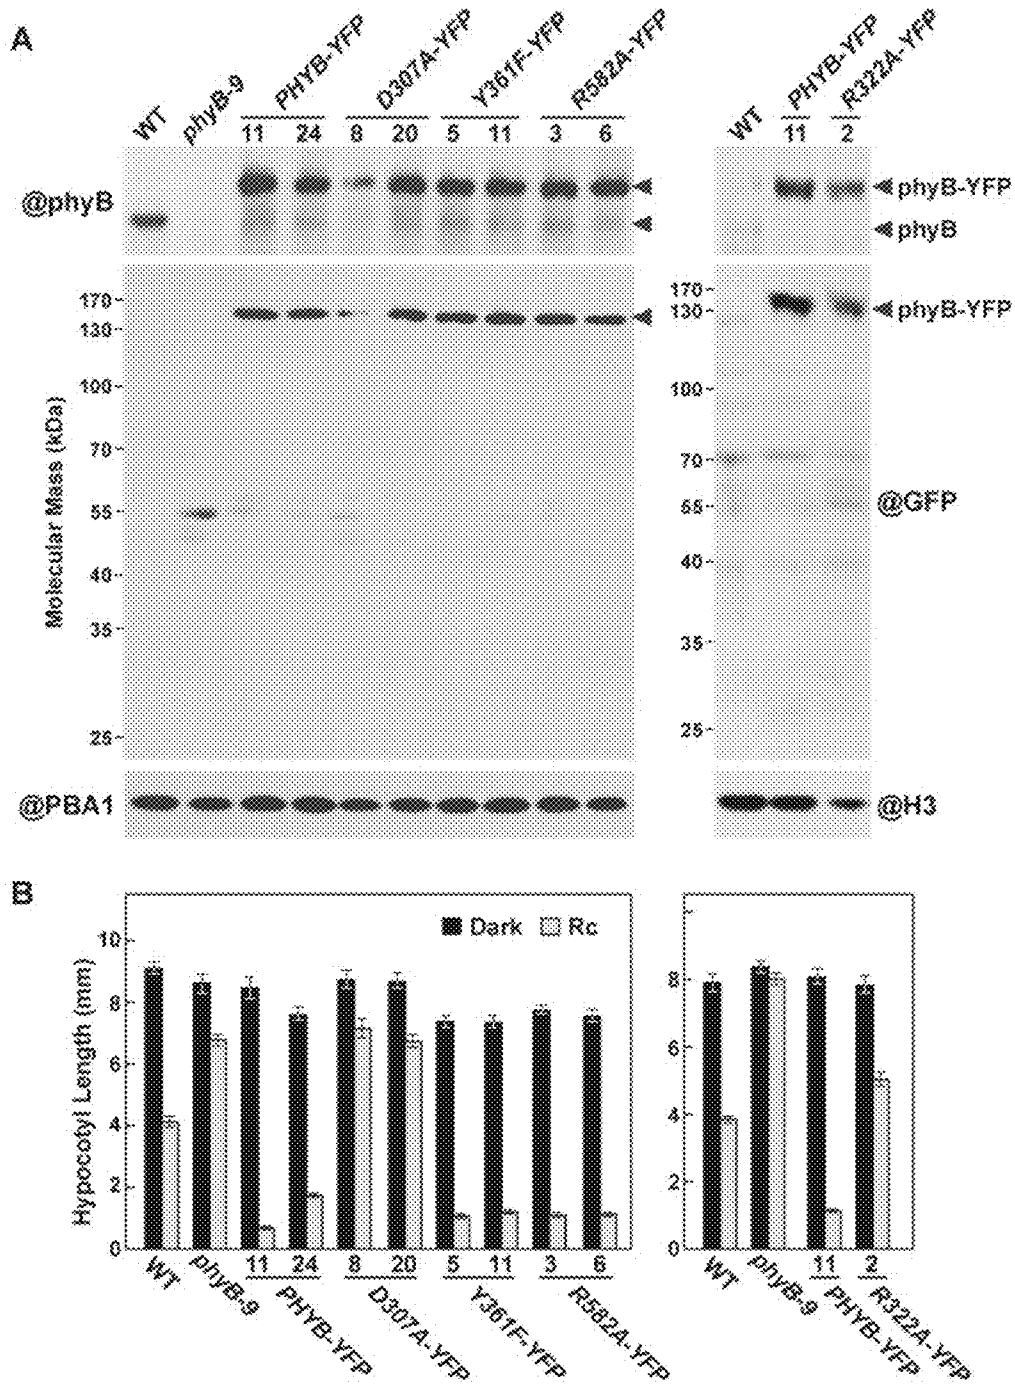 A
WT
phyB-9
PHYB-YFP
D307A-YFP
Y361F-YFP
R582A-YFP
WT
PHYB-YFP
R322A-YFP
11 24 8 20 5 11 3 6
11 2
@phyB
phyB-YFP
phyB
170
130
100
70
55
40
35
25
Molecular Mass (kDa)
170
130
100
70
55
40
35
25
phyB-YFP
@GFP
@PBA1
@H3
B
Dark
Rc
Hypocotyl Length (mm)
10
8
6
4
2
0
8
6
4
2
0
WT
phyB-9
11 24
PHYB-YFP
8 20
D307A-YFP
5 11
Y361F-YFP
3 6
R582A-YFP
WT
phyB-9
11
PHYB-YFP
2
R322A-YFP